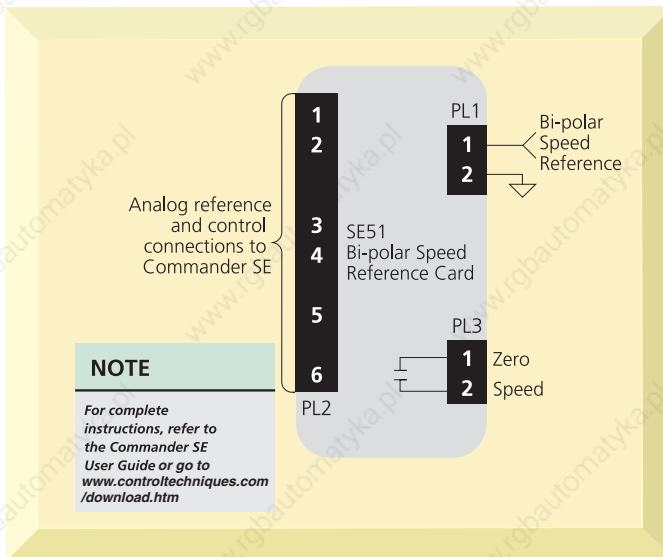 PL1
Bi-polar
Speed
Reference
1
2
Analog reference
and control
connections to
Commander SE
1
2
3
4
5
6
PL2
SE51
Bi-polar Speed
Reference Card
PL3
1 Zero
2 Speed
NOTE
For complete
instructions, refer to
the Commander SE
User Guide or go to
www.controltechniques.com
/download.htm
www.rgbautomatyka.pl